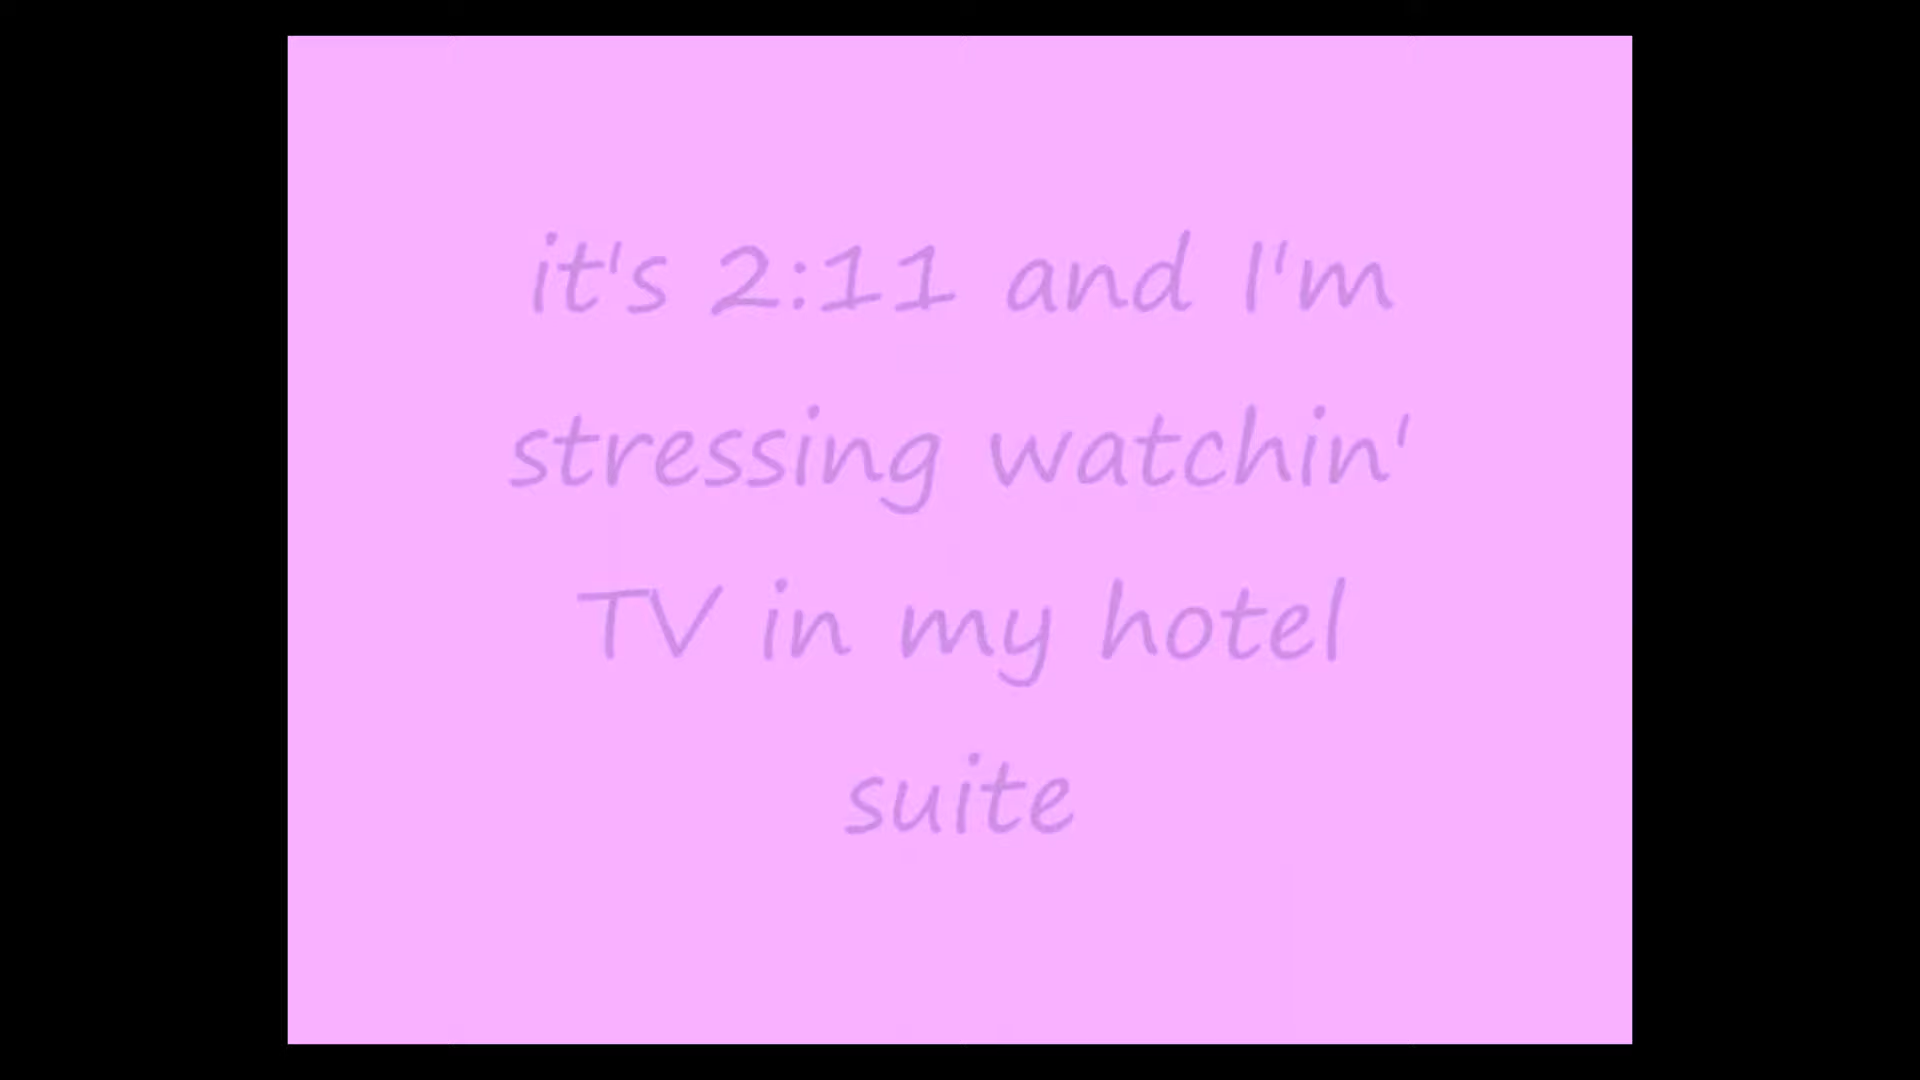 it's 2:11 and I'm
stressing watchin'
TV in my hotel
suite